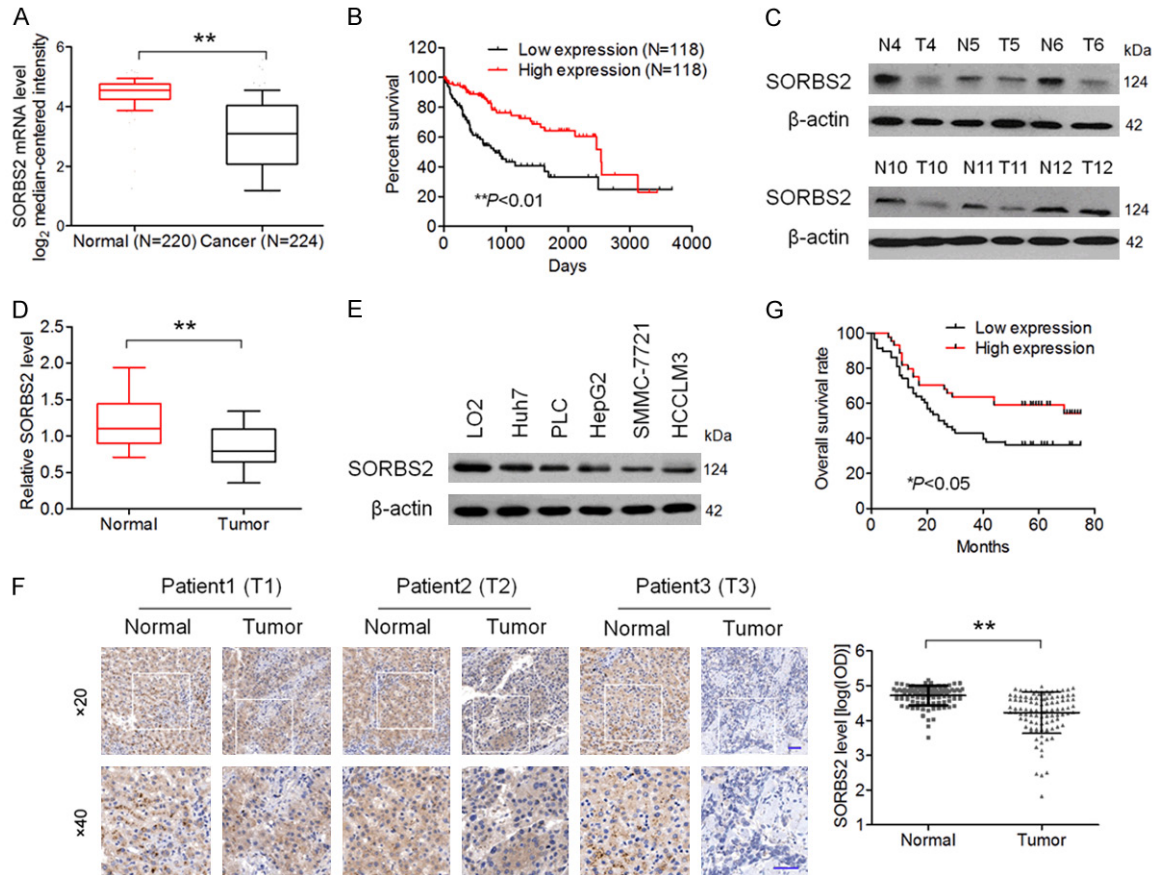 A
SORBS2 mRNA level
log2 median-centered intensity
**
6
4
2
0
Normal (N=220) Cancer (N=224)
B
Percent survival
Low expression (N=118)
High expression (N=118)
120
100
80
60
40
20
**P<0.01
0 1000 2000 3000 4000
Days
C
N4 T4 N5 T5 N6 T6 kDa
SORBS2 124
β-actin 42
N10 T10 N11 T11 N12 T12
SORBS2 124
β-actin 42
D
Relative SORBS2 level
**
2.5
2.0
1.5
1.0
0.5
0.0
Normal Tumor
E
LO2 Huh7 PLC HepG2 SMMC-7721 HCCLM3
kDa
SORBS2 124
β-actin 42
G
Overall survival rate
Low expression
High expression
100
80
60
40
20
0
*P<0.05
0 20 40 60 80
Months
F
Patient1 (T1) Patient2 (T2) Patient3 (T3)
Normal Tumor Normal Tumor Normal Tumor
×20
×40
SORBS2 level [log(IOD)]
**
6
5
4
3
2
1
Normal Tumor